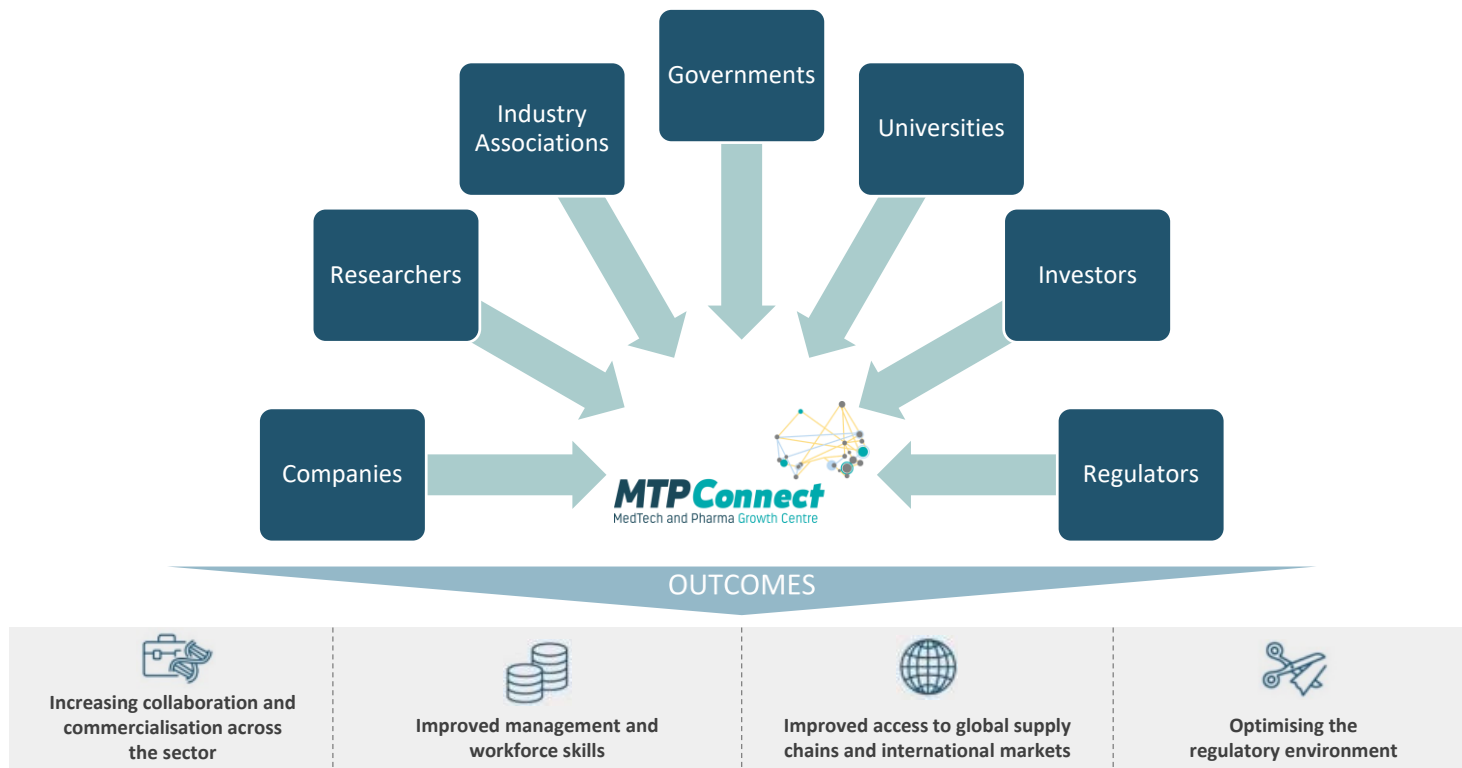 Governments
Industry
Associations
Universities
Researchers
Investors
Companies
Regulators
MTPConnect
MedTech and Pharma Growth Centre
OUTCOMES
Increasing collaboration and
commercialisation across
the sector
Improved management and
workforce skills
Improved access to global supply
chains and international markets
Optimising the
regulatory environment